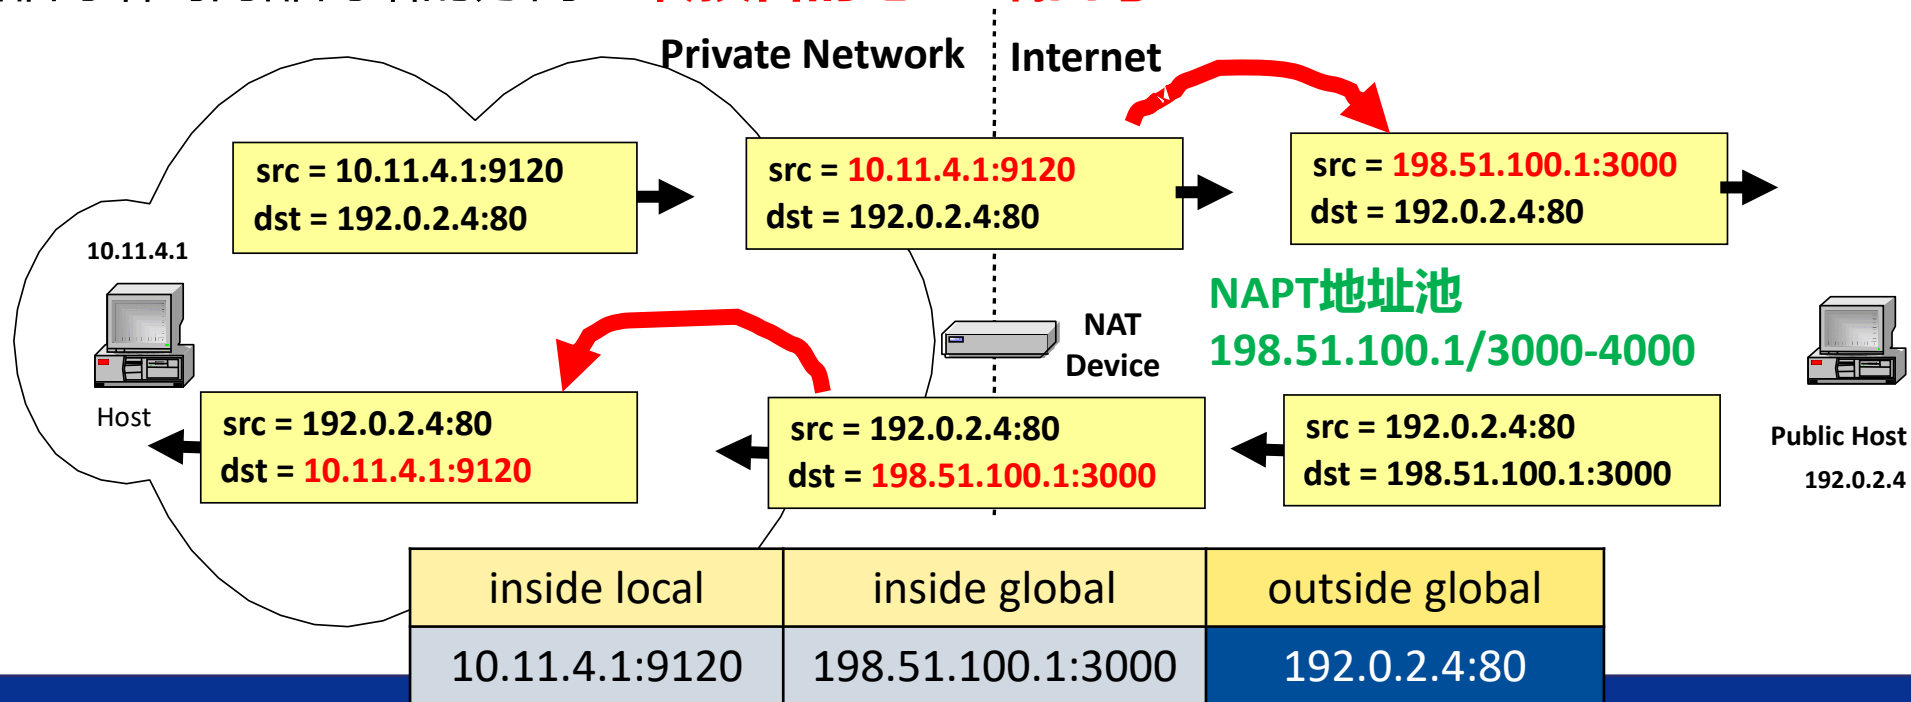 Private Network
Internet
src = 10.11.4.1:9120
dst = 192.0.2.4:80
src = 10.11.4.1:9120
dst = 192.0.2.4:80
src = 198.51.100.1:3000
dst = 192.0.2.4:80
10.11.4.1
Host
NAT
Device
NAPT地址池
198.51.100.1/3000-4000
src = 192.0.2.4:80
dst = 10.11.4.1:9120
src = 192.0.2.4:80
dst = 198.51.100.1:3000
src = 192.0.2.4:80
dst = 198.51.100.1:3000
Public Host
192.0.2.4
inside local inside global outside global
10.11.4.1:9120 198.51.100.1:3000 192.0.2.4:80